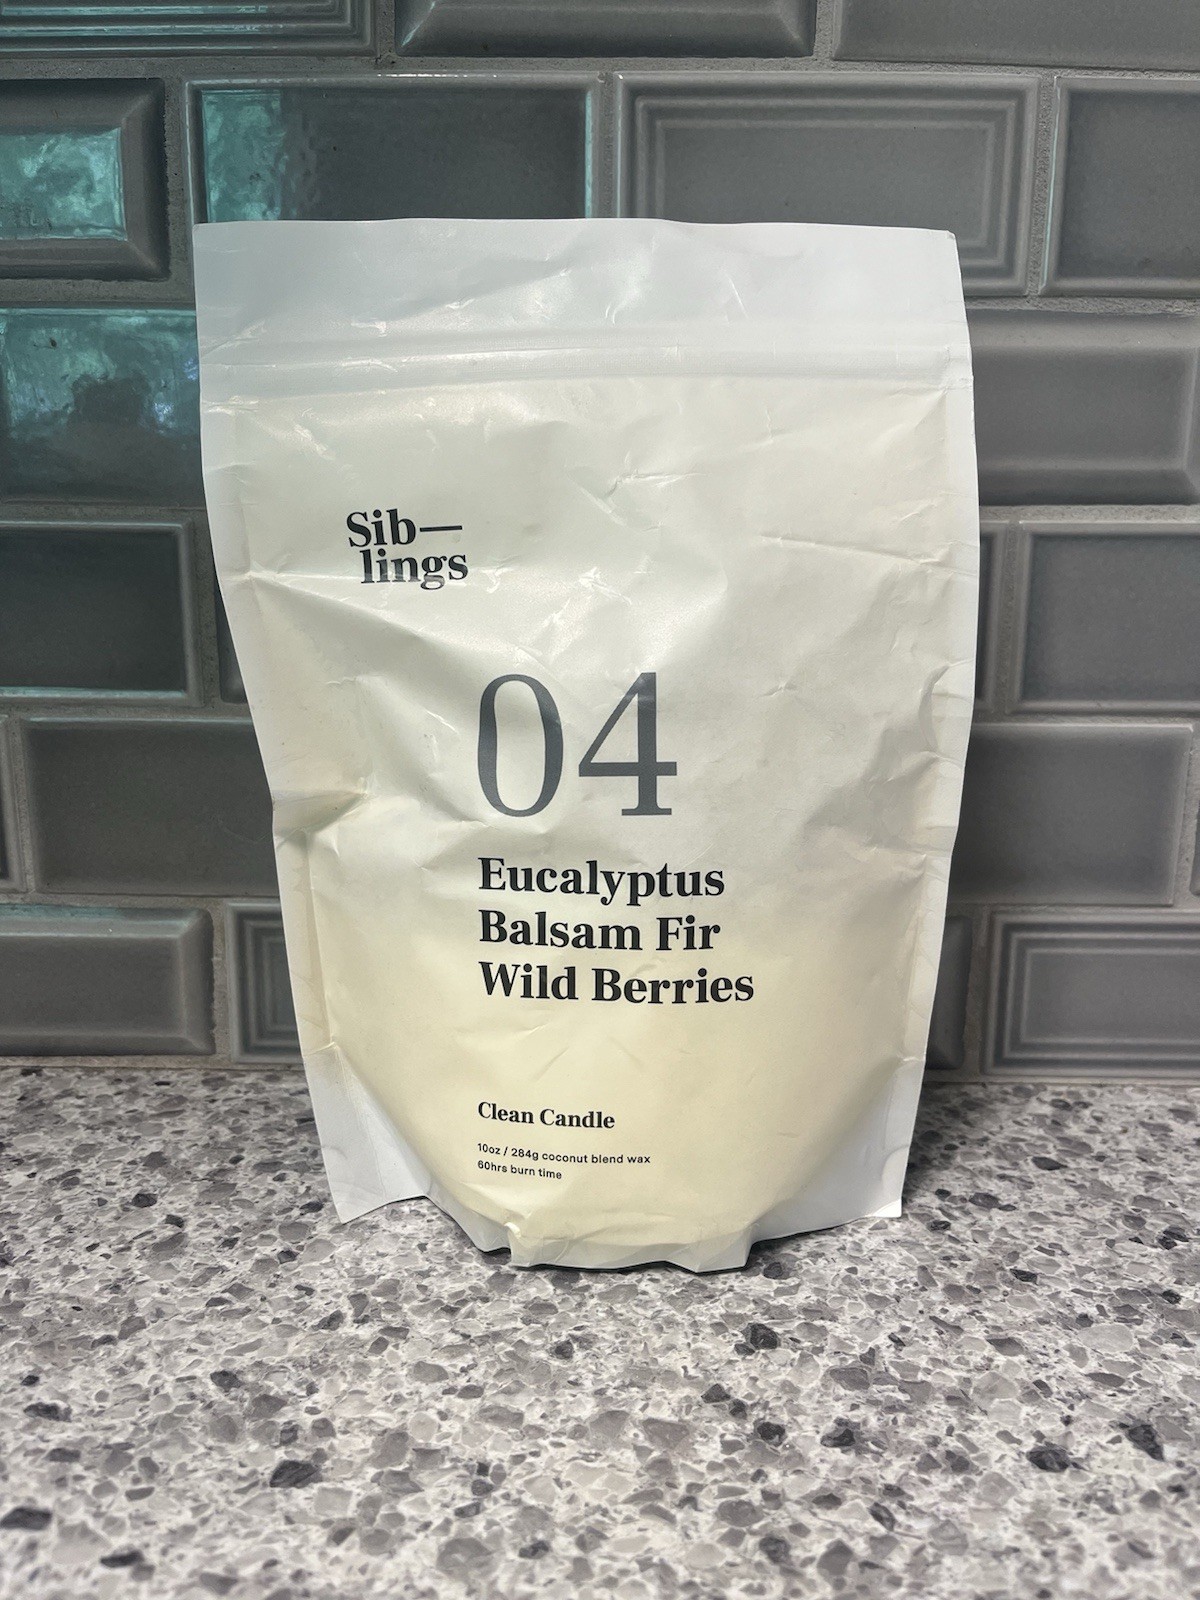 Sib—
lings
04
Eucalyptus
Balsam Fir
Wild Berries
Clean Candle
10oz / 284g coconut blend wax
60hrs burn time